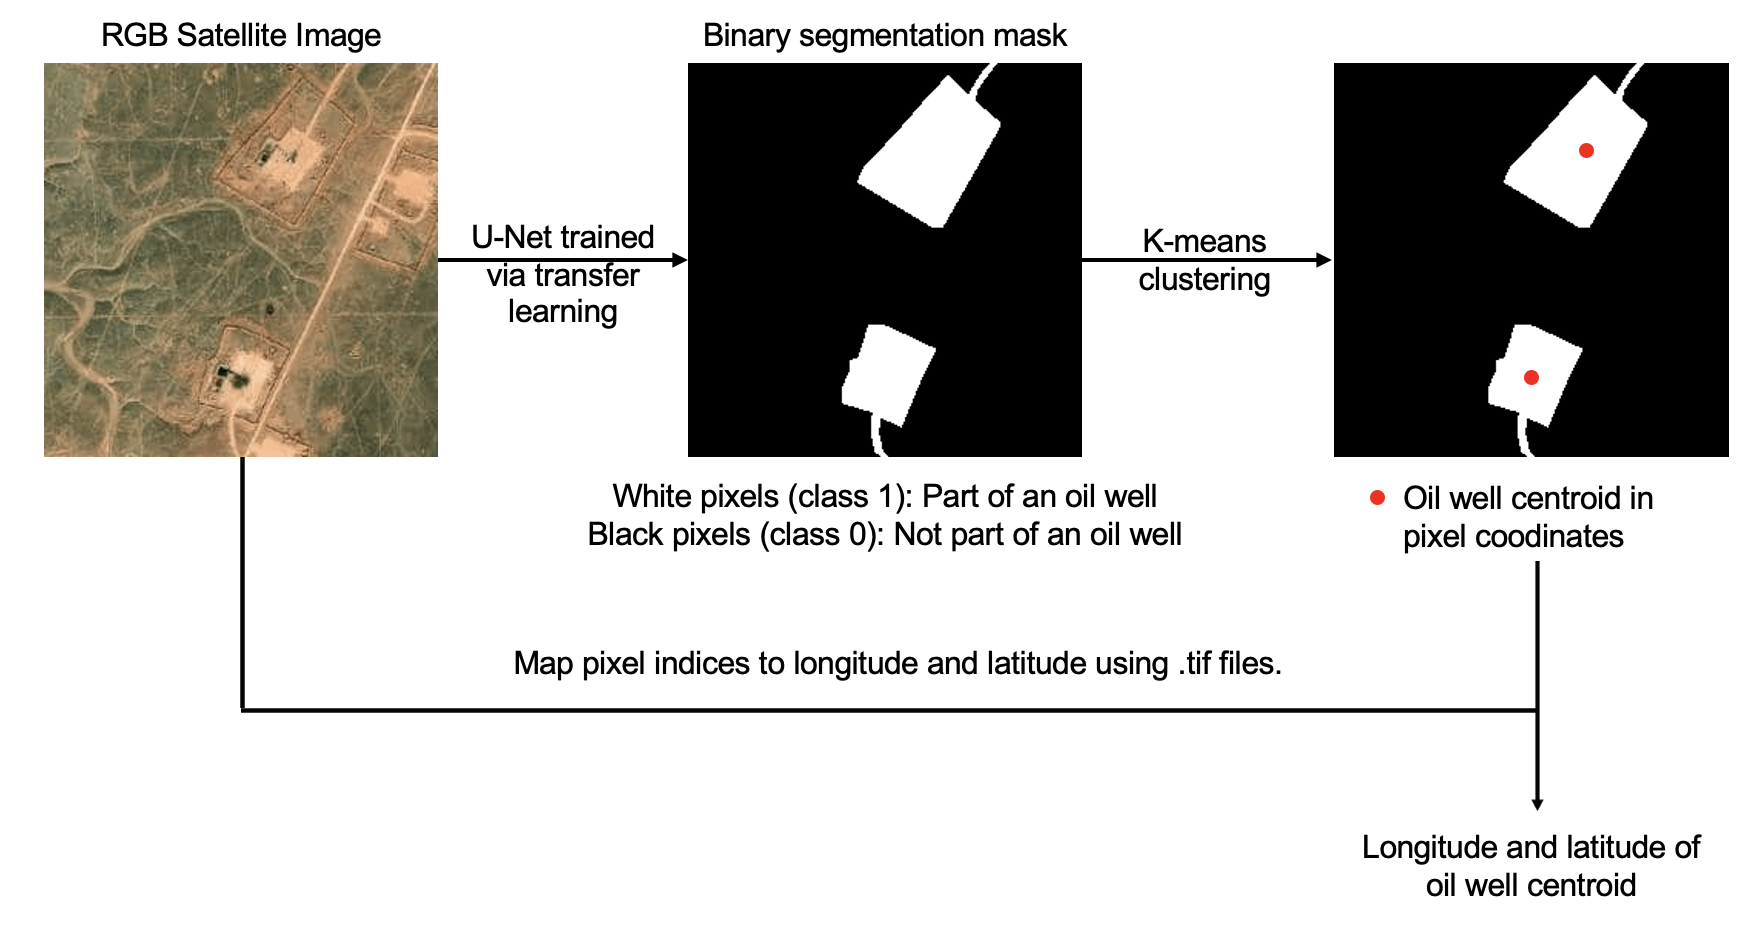 RGB Satellite Image
Binary segmentation mask
U-Net trained
via transfer
learning
K-means
clustering
White pixels (class 1): Part of an oil well
Black pixels (class 0): Not part of an oil well
Oil well centroid in
pixel coodinates
Map pixel indices to longitude and latitude using .tif files.
Longitude and latitude of
oil well centroid